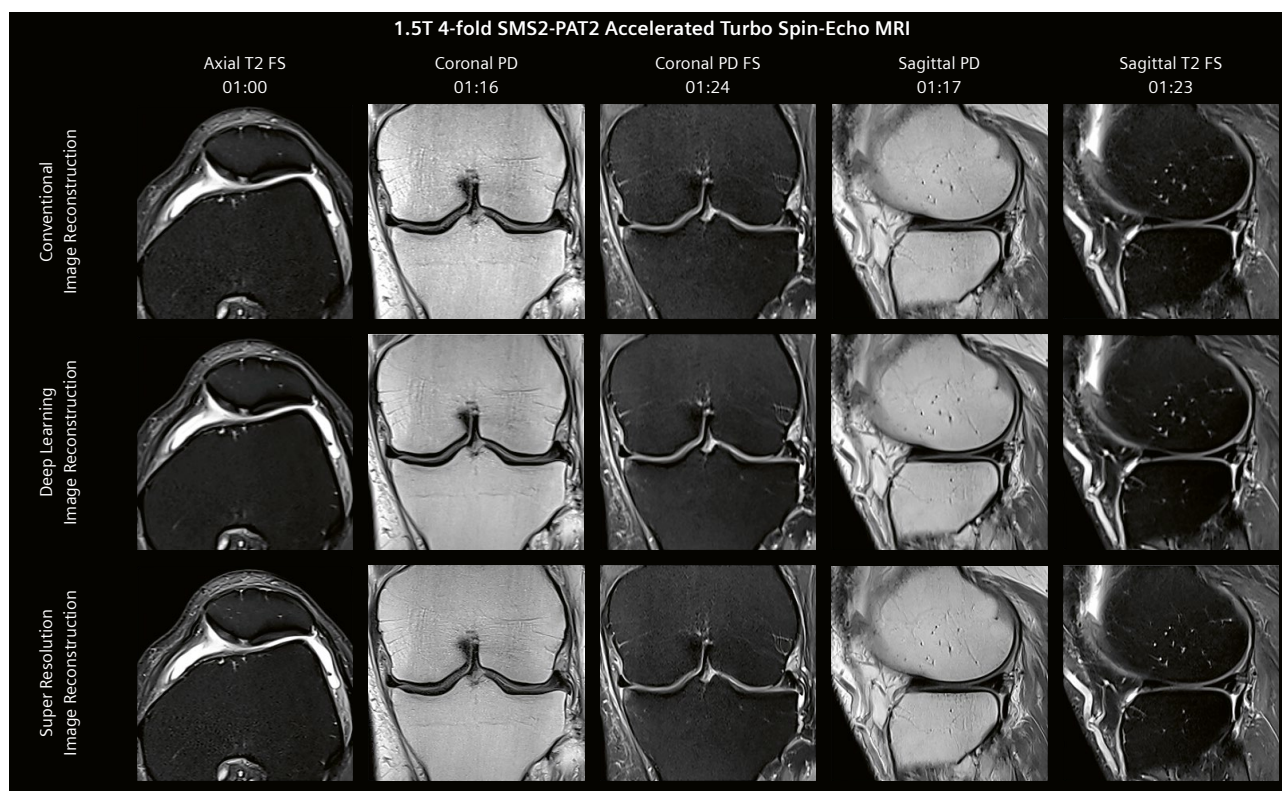 1.5T 4-fold SMS2-PAT2 Accelerated Turbo Spin-Echo MRI
Axial T2 FS
01:00
Coronal PD
01:16
Coronal PD FS
01:24
Sagittal PD
01:17
Sagittal T2 FS
01:23
Conventional
Image Reconstruction
Deep Learning
Image Reconstruction
Super Resolution
Image Reconstruction